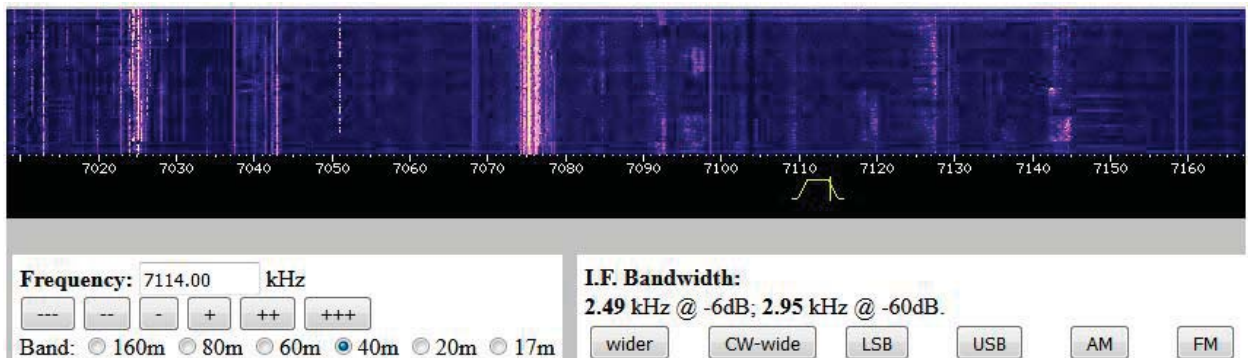 7020 7030 7040 7050 7060 7070 7080 7090 7100 7110 7120 7130 7140 7150 7160
Frequency: 7114.00 kHz
--- -- - + ++ +++
Band: 160m 80m 60m 40m 20m 17m
I.F. Bandwidth:
2.49 kHz @ -6dB; 2.95 kHz @ -60dB.
wider CW-wide LSB USB AM FM